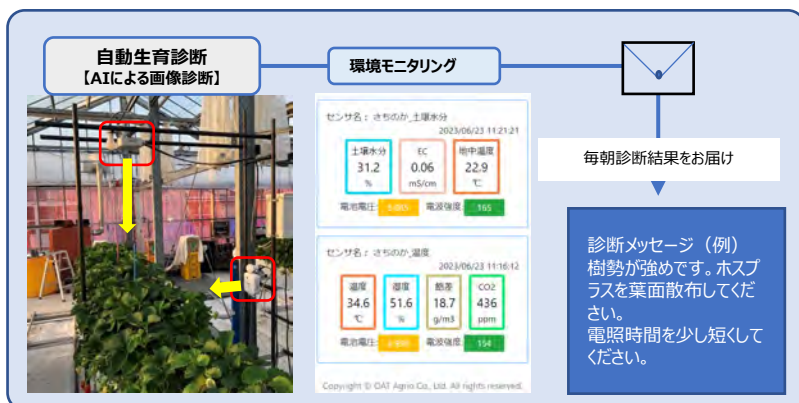 自動生育診断
【AIによる画像診断】
環境モニタリング
センサ名：さちのか_土壌水分
2023/06/23 11:21:21
土壌水分 EC 地中温度
31.2 0.06 22.9
% mS/cm ℃
電池電圧: 電波強度: 165
センサ名：さちのか_温度
2023/06/23 11:16:12
温度 湿度 飽差 CO2
34.6 51.6 18.7 436
℃ % g/m3 ppm
電池電圧: 電波強度: 154
Copyright © OAT Agrio Co., Ltd. All rights reserved.
毎朝診断結果をお届け
診断メッセージ（例）
樹勢が強めです。ホスプ
ラスを葉面散布してくだ
さい。
電照時間を少し短くして
ください。